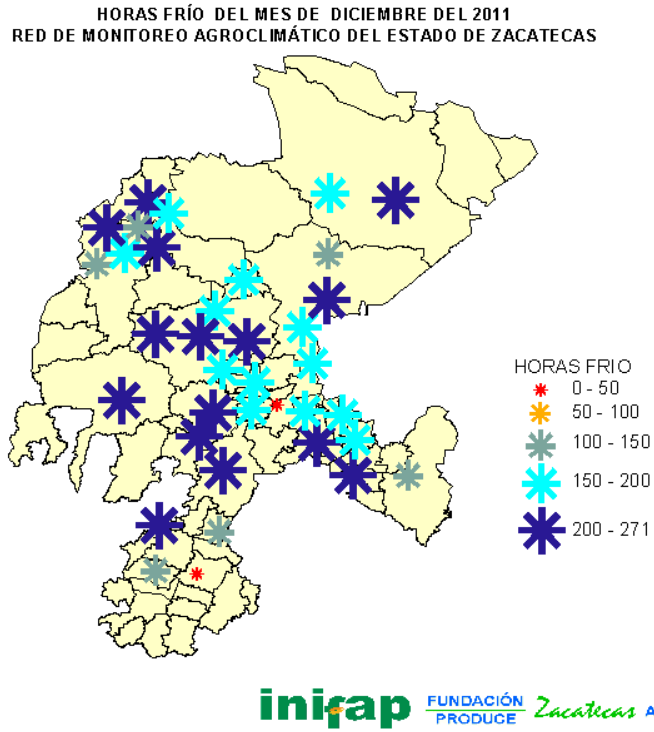 HORAS FRÍO DEL MES DE DICIEMBRE DEL 2011
RED DE MONITOREO AGROCLIMÁTICO DEL ESTADO DE ZACATECAS
HORAS FRIO
0 - 50
50 - 100
100 - 150
150 - 200
200 - 271
inifap
FUNDACIÓN
PRODUCE
Zacatecas A